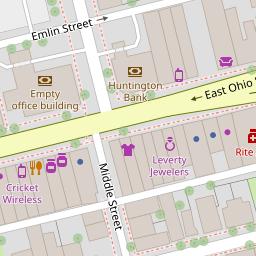 Emlin Street
Huntington
Bank
Empty
office building
East Ohio S
Leverty
Jewelers
Rite
Cricket
Wireless
Middle Street